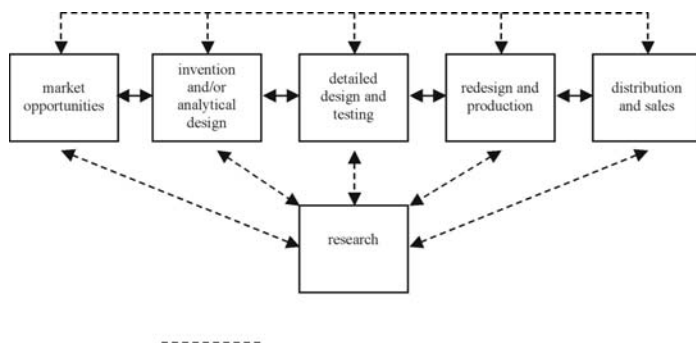 market
opportunities
invention
and/or
analytical
design
detailed
design and
testing
redesign and
production
distribution
and sales
research